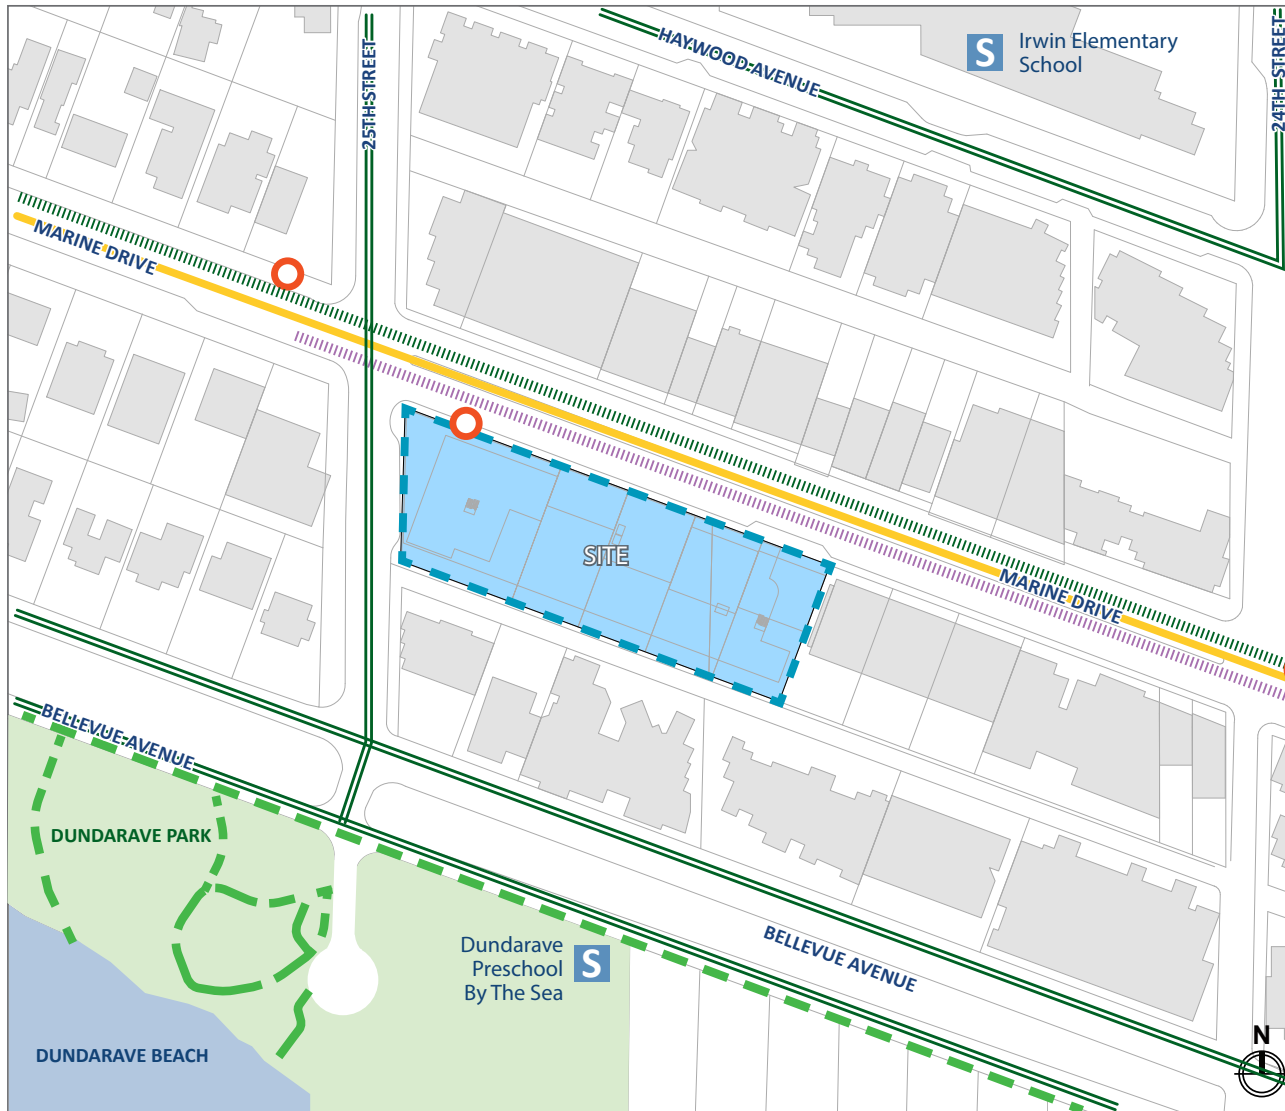 25TH STREET
HAYWOOD AVENUE
S
Irwin Elementary
School
24TH STREET
MARINE DRIVE
SITE
MARINE DRIVE
BELLEVUE AVENUE
DUNDARAVE PARK
Dundarave
Preschool
By The Sea
S
BELLEVUE AVENUE
DUNDARAVE BEACH
N